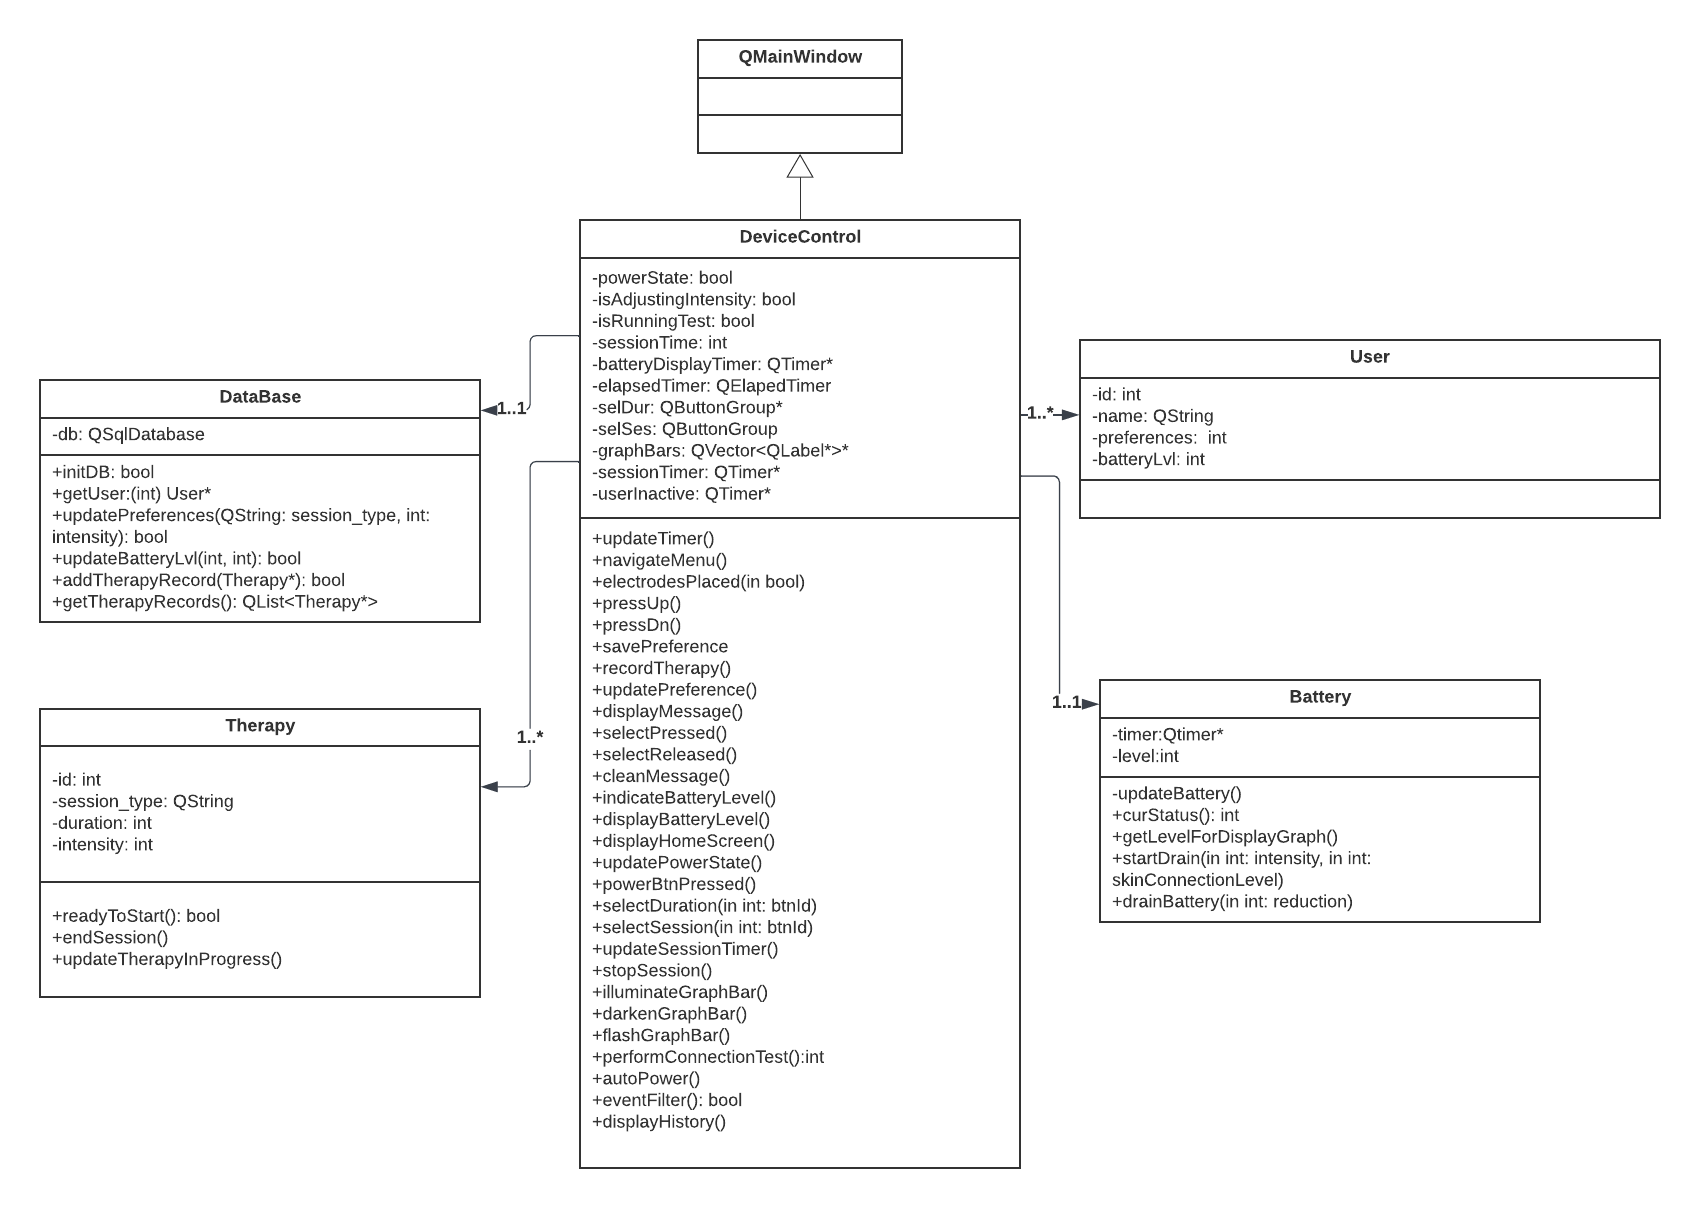 QMainWindow
DeviceControl
-powerState: bool
-isAdjustingIntensity: bool
-isRunningTest: bool
-sessionTime: int
-batteryDisplayTimer: QTimer*
-elapsedTimer: QElapedTimer
-selDur: QButtonGroup*
-selSes: QButtonGroup
-graphBars: QVector<QLabel*>*
-sessionTimer: QTimer*
-userInactive: QTimer*
+updateTimer()
+navigateMenu()
+electrodesPlaced(in bool)
+pressUp()
+pressDn()
+savePreference
+recordTherapy()
+updatePreference()
+displayMessage()
+selectPressed()
+selectReleased()
+cleanMessage()
+indicateBatteryLevel()
+displayBatteryLevel()
+displayHomeScreen()
+updatePowerState()
+powerBtnPressed()
+selectDuration(in int: btnId)
+selectSession(in int: btnId)
+updateSessionTimer()
+stopSession()
+illuminateGraphBar()
+darkenGraphBar()
+flashGraphBar()
+performConnectionTest():int
+autoPower()
+eventFilter(): bool
+displayHistory()
DataBase
-db: QSqlDatabase
+initDB: bool
+getUser:(int) User*
+updatePreferences(QString: session_type, int:
intensity): bool
+updateBatteryLvl(int, int): bool
+addTherapyRecord(Therapy*): bool
+getTherapyRecords(): QList<Therapy*>
1..1
Therapy
-id: int
-session_type: QString
-duration: int
-intensity: int
+readyToStart(): bool
+endSession()
+updateTherapyInProgress()
1..*
1..*
User
-id: int
-name: QString
-preferences:  int
-batteryLvl: int
1..1
Battery
-timer:Qtimer*
-level:int
-updateBattery()
+curStatus(): int
+getLevelForDisplayGraph()
+startDrain(in int: intensity, in int:
skinConnectionLevel)
+drainBattery(in int: reduction)